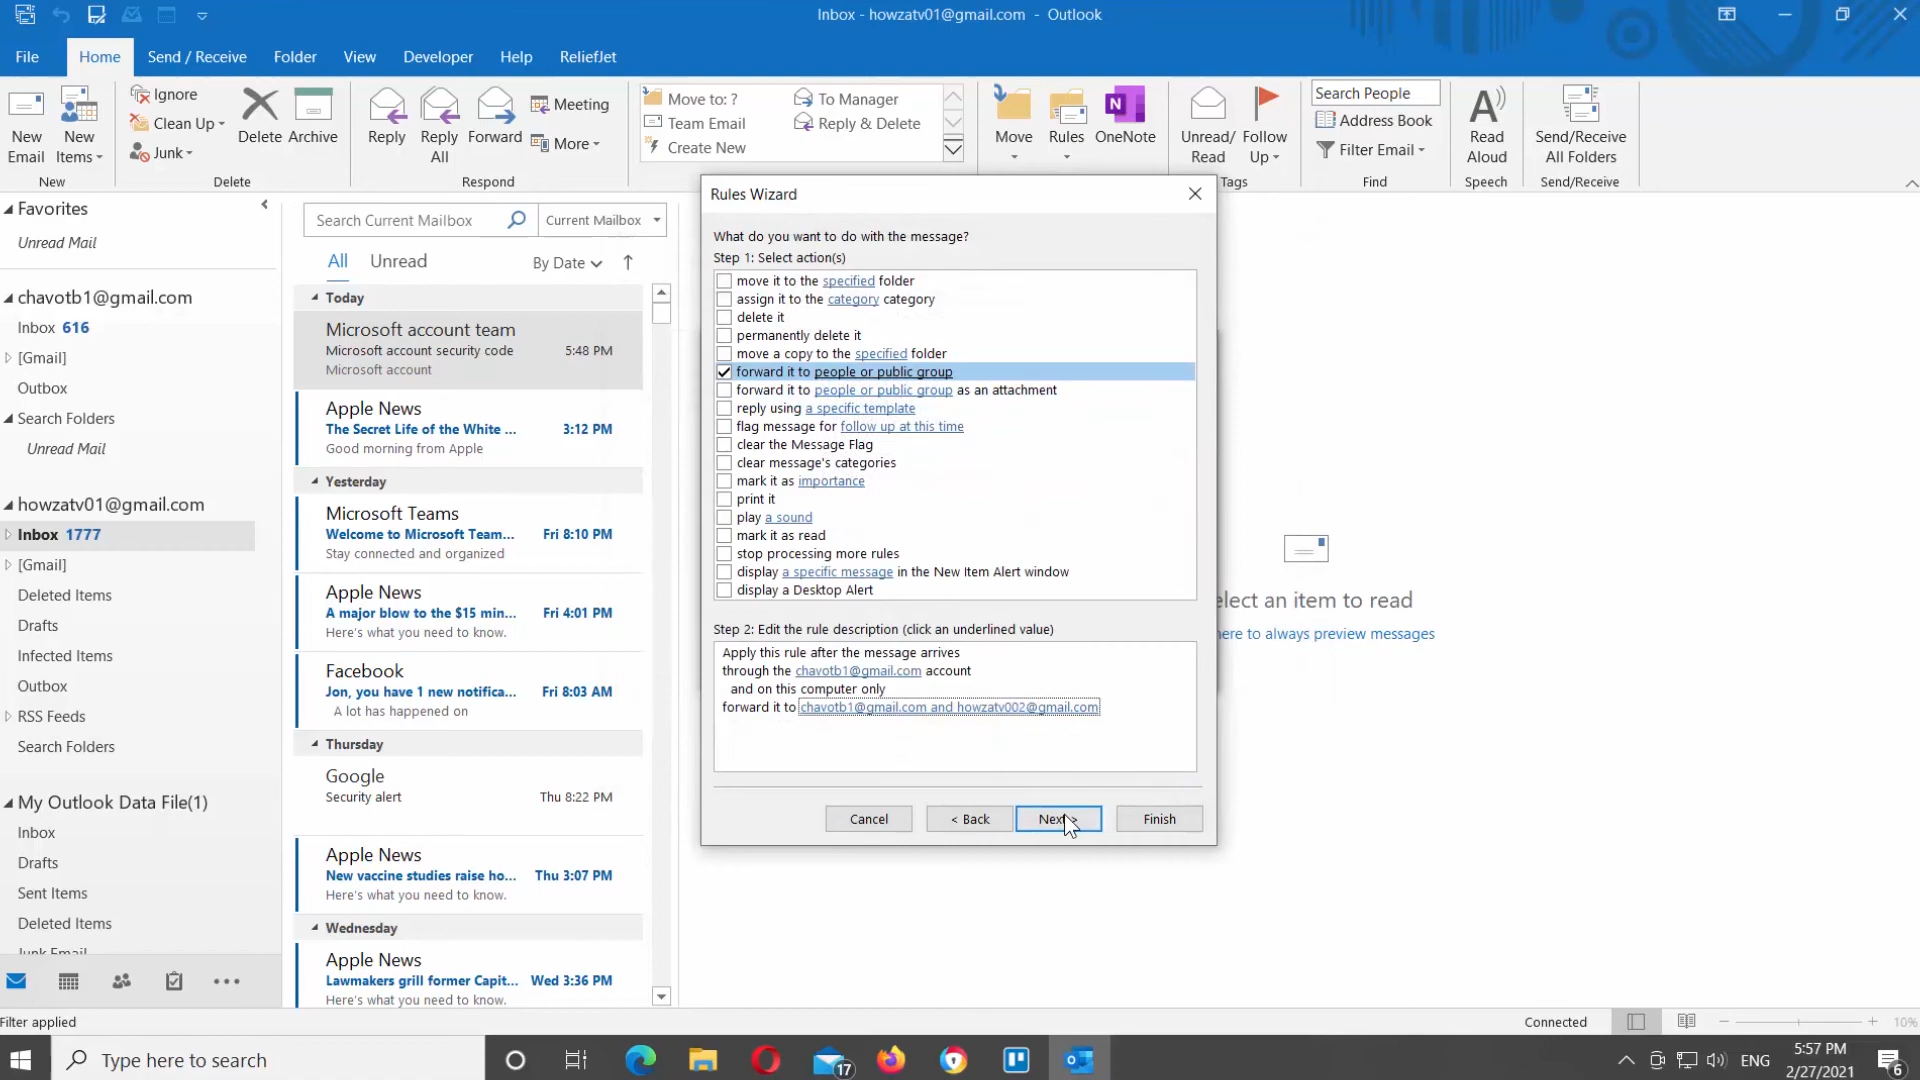 Inbox - howzatv01@gmail.com - Outlook
File Home Send / Receive Folder View Developer Help ReliefJet
New Email
New Items
New
Ignore
Clean Up
Junk
Delete
Archive
Delete
Reply
Reply All
Forward
Meeting
More
Respond
Move to: ?
To Manager
Team Email
Reply & Delete
Create New
Move
Rules
OneNote
Unread/ Read
Follow Up
Tags
Search People
Address Book
Filter Email
Find
Read Aloud
Speech
Send/Receive All Folders
Send/Receive
Favorites
Unread Mail
chavotb1@gmail.com
Inbox 616
[Gmail]
Outbox
Search Folders
Unread Mail
howzatv01@gmail.com
Inbox 1777
[Gmail]
Deleted Items
Drafts
Infected Items
Outbox
RSS Feeds
Search Folders
My Outlook Data File(1)
Inbox
Drafts
Sent Items
Deleted Items
Junk Email
Search Current Mailbox
Current Mailbox
All Unread By Date
Today
Microsoft account team
Microsoft account security code 5:48 PM
Microsoft account
Apple News
The Secret Life of the White ... 3:12 PM
Good morning from Apple
Yesterday
Microsoft Teams
Welcome to Microsoft Team... Fri 8:10 PM
Stay connected and organized
Apple News
A major blow to the $15 min... Fri 4:01 PM
Here's what you need to know.
Facebook
Jon, you have 1 new notifica... Fri 8:03 AM
A lot has happened on
Thursday
Google
Security alert Thu 8:22 PM
Apple News
New vaccine studies raise ho... Thu 3:07 PM
Here's what you need to know.
Wednesday
Apple News
Lawmakers grill former Capit... Wed 3:36 PM
Here's what you need to know.
Rules Wizard
What do you want to do with the message?
Step 1: Select action(s)
move it to the specified folder
assign it to the category category
delete it
permanently delete it
move a copy to the specified folder
forward it to people or public group
forward it to people or public group as an attachment
reply using a specific template
flag message for follow up at this time
clear the Message Flag
clear message's categories
mark it as importance
print it
play a sound
mark it as read
stop processing more rules
display a specific message in the New Item Alert window
display a Desktop Alert
Step 2: Edit the rule description (click an underlined value)
Apply this rule after the message arrives
through the chavotb1@gmail.com account
and on this computer only
forward it to chavotb1@gmail.com and howzatv002@gmail.com
Cancel < Back Next > Finish
elect an item to read
here to always preview messages
Filter applied
Connected
10%
Type here to search
17
ENG
5:57 PM
2/27/2021
6